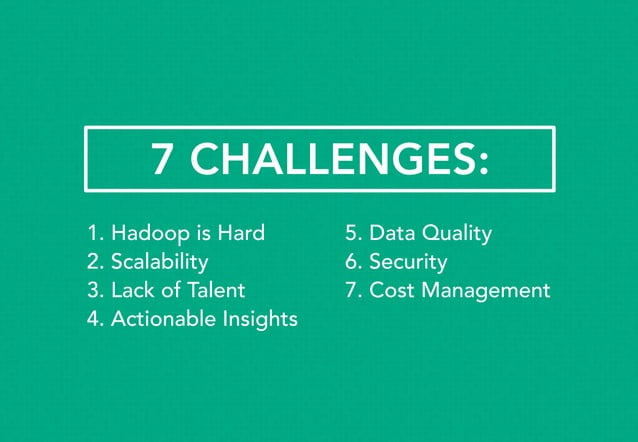 7 CHALLENGES:
1. Hadoop is Hard
2. Scalability
3. Lack of Talent
4. Actionable Insights
5. Data Quality
6. Security
7. Cost Management